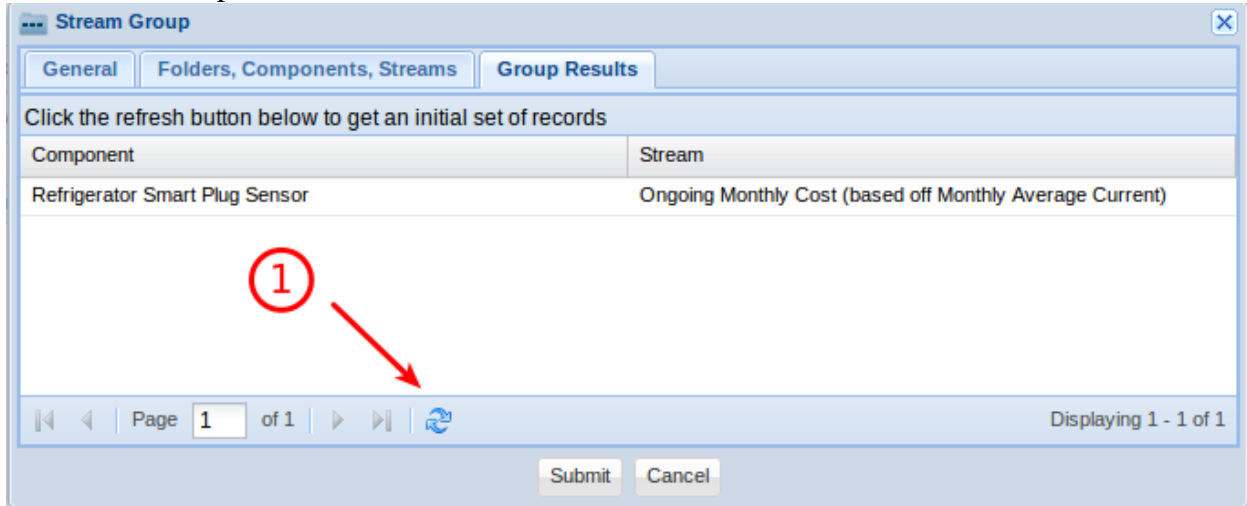 Stream Group
General Folders, Components, Streams Group Results
Click the refresh button below to get an initial set of records
Component Stream
Refrigerator Smart Plug Sensor Ongoing Monthly Cost (based off Monthly Average Current)
1
Page 1 of 1 Displaying 1 - 1 of 1
Submit Cancel